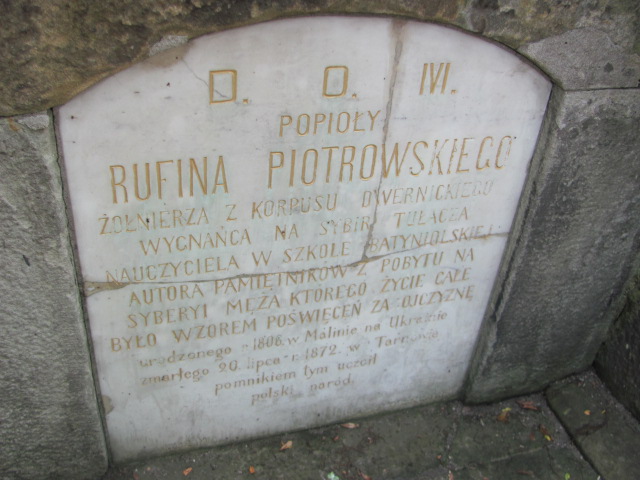 D. O. M.
POPIOŁY
RUFINA PIOTROWSKIEGO
ŻOŁNIERZA Z KORPUSU DWERNICKIEGO
WYGNAŃCA NA SYBIR TUŁACZA
NAUCZYCIELA W SZKOLE BATYNIOLSKIEJ
AUTORA PAMIĘTNIKÓW Z POBYTU NA
SYBERYI MĘŻA KTÓREGO ŻYCIE CAŁE
BYŁO WZOREM POŚWIĘCEŃ ZA OJCZYZNĘ
urodzonego r. 1806. w Malinie na Ukrainie
zmarłego 20. lipca r. 1872. w Tarnowie
pomnikiem tym uczcił
polski naród.